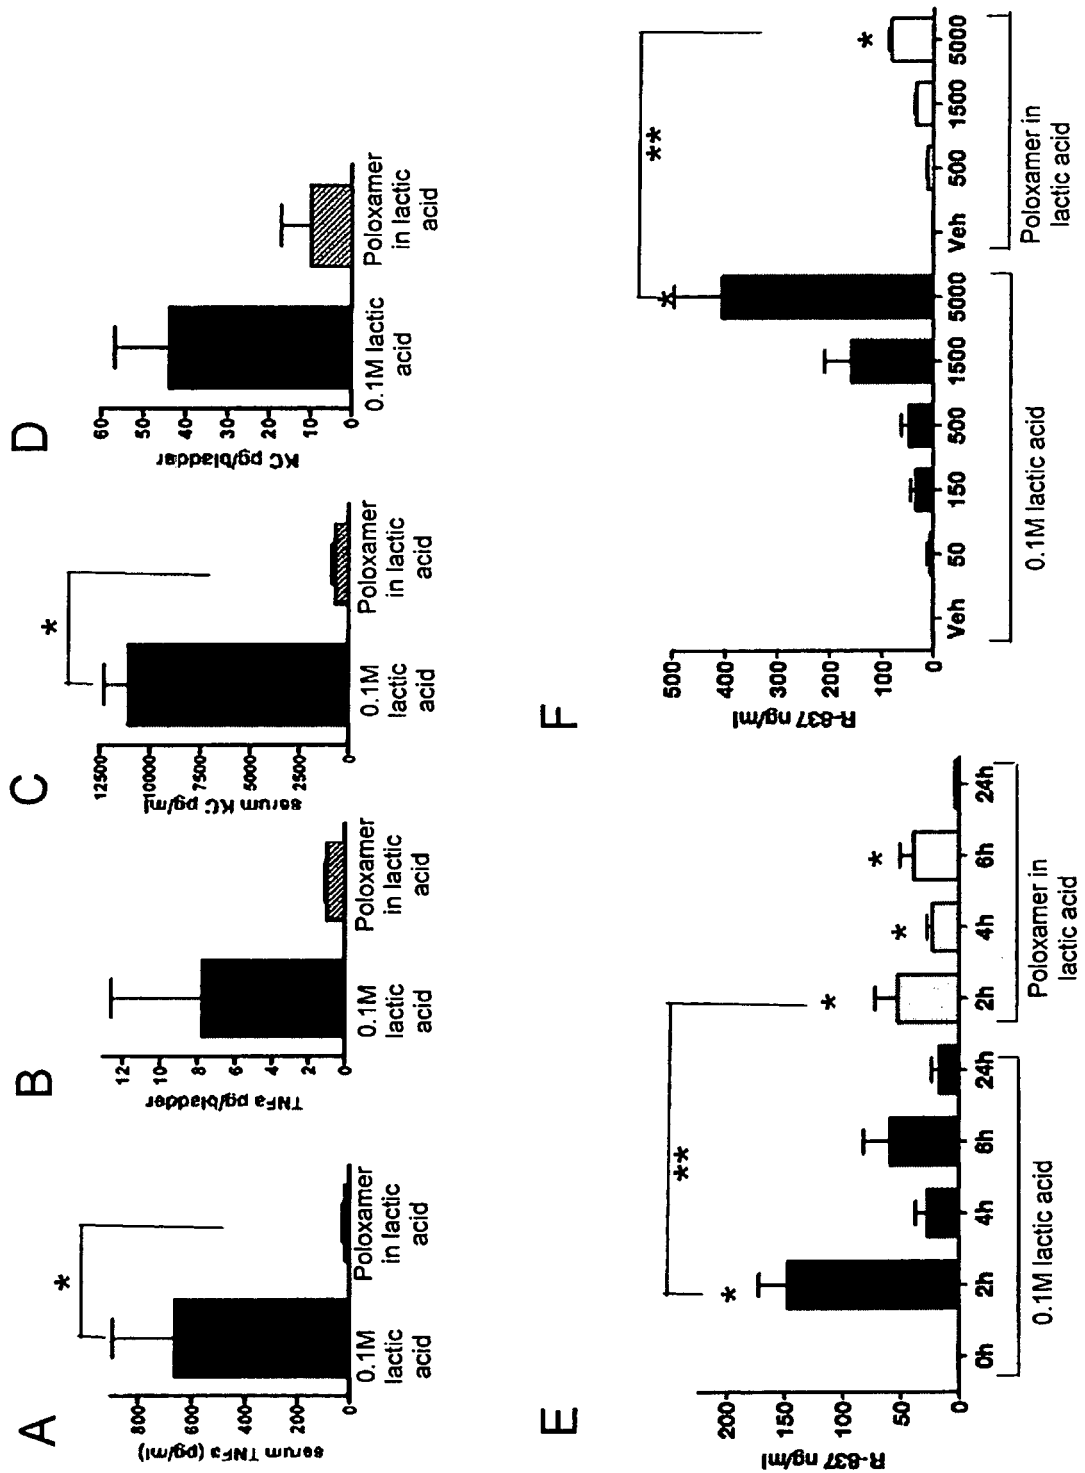 A
serum TNFa (pg/ml)
800
600
400
200
0
*
0.1M
lactic
acid
Poloxamer
in lactic
acid
B
TNFa pg/bladder
12
10
8
6
4
2
0
0.1M
lactic
acid
Poloxamer
in lactic
acid
C
serum KC pg/ml
12500
10000
7500
5000
2500
0
*
0.1M
lactic
acid
Poloxamer
in lactic
acid
D
KC pg/bladder
60
50
40
30
20
10
0
0.1M lactic
acid
Poloxamer
in lactic
acid
E
R-837 ng/ml
200
150
100
50
0
**
*
*
*
*
0h 2h 4h 6h 24h 2h 4h 6h 24h
0.1M lactic acid
Poloxamer in
lactic acid
F
R-837 ng/ml
500
400
300
200
100
0
**
*
*
Veh 50 150 500 1500 5000 Veh 500 1500 5000
0.1M lactic acid
Poloxamer in
lactic acid